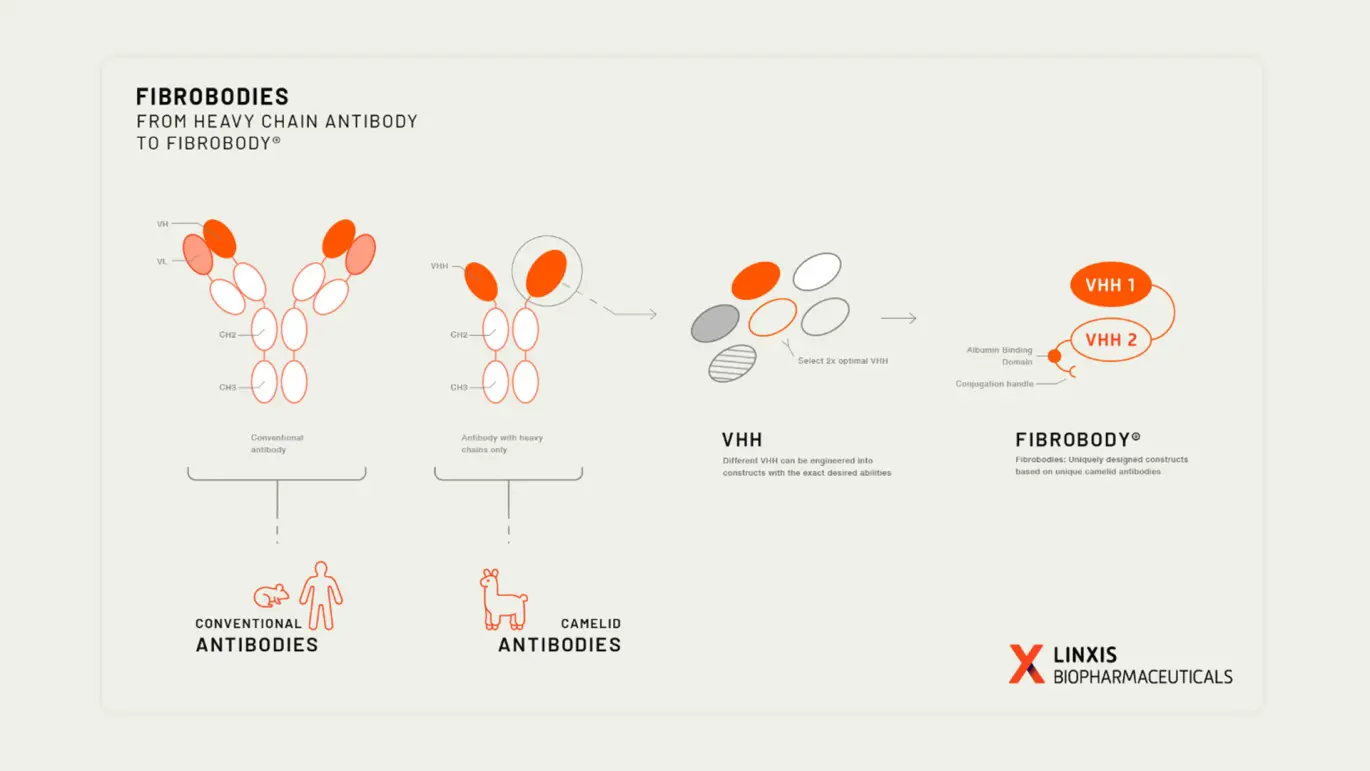 FIBROBODIES
FROM HEAVY CHAIN ANTIBODY
TO FIBROBODY®
VH
VL
CH2
CH3
Conventional
antibody
CONVENTIONAL
ANTIBODIES
VHH
CH2
CH3
Antibody with heavy
chains only
CAMELID
ANTIBODIES
Select 2x optimal VHH
VHH
Different VHH can be engineered into
constructs with the exact desired abilities
VHH 1
VHH 2
Albumin Binding
Domain
Conjugation handle
FIBROBODY®
Fibrobodies: Uniquely designed constructs
based on unique camelid antibodies
LINXIS
BIOPHARMACEUTICALS